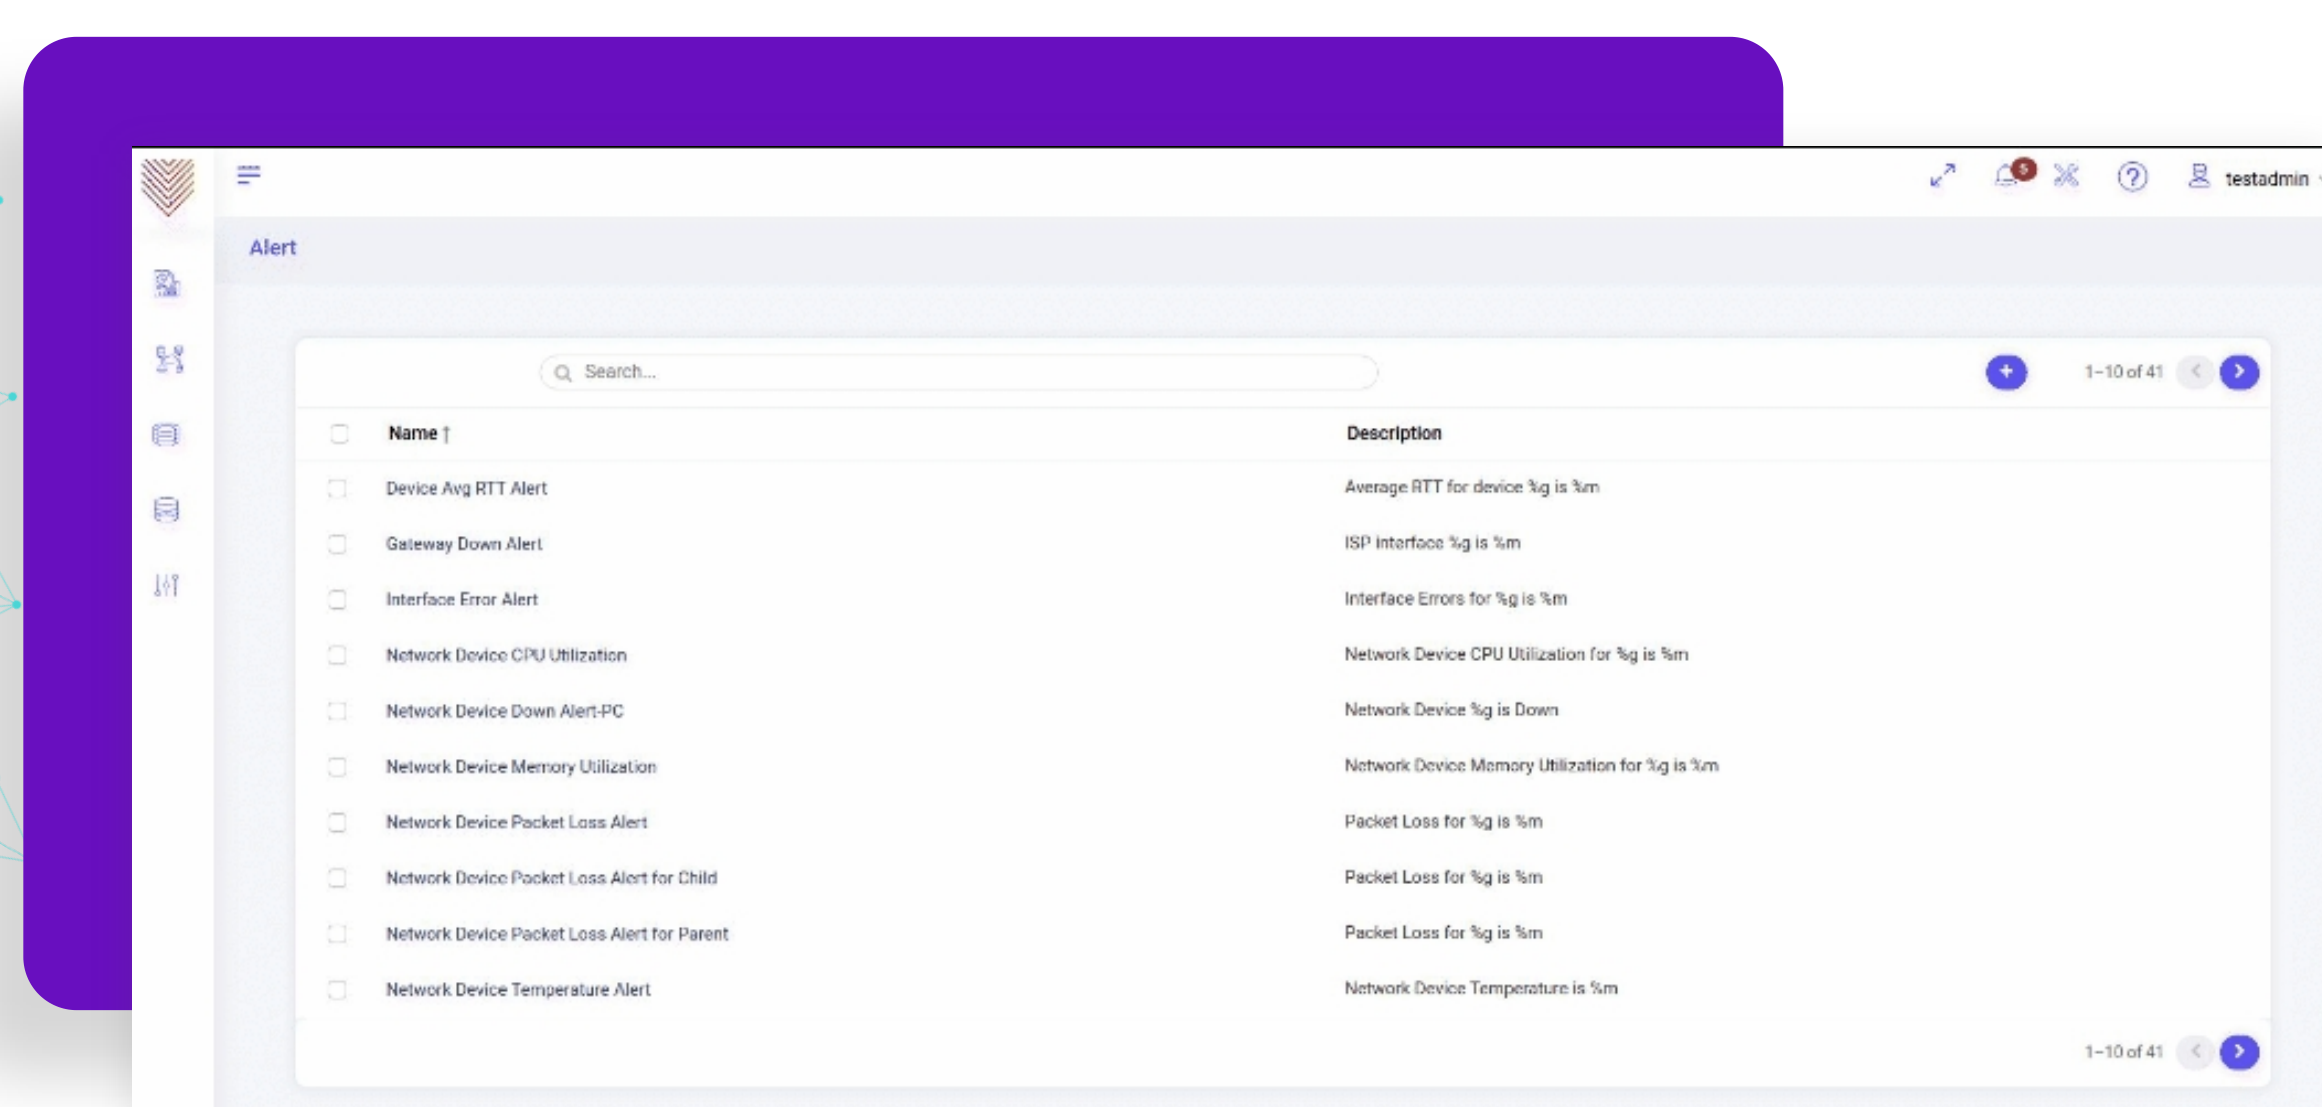 5
testadmin
Alert
Search...
1-10 of 41
Name ↑ Description
Device Avg RTT Alert Average RTT for device %g is %m
Gateway Down Alert ISP interface %g is %m
Interface Error Alert Interface Errors for %g is %m
Network Device CPU Utilization Network Device CPU Utilization for %g is %m
Network Device Down Alert-PC Network Device %g is Down
Network Device Memory Utilization Network Device Memory Utilization for %g is %m
Network Device Packet Loss Alert Packet Loss for %g is %m
Network Device Packet Loss Alert for Child Packet Loss for %g is %m
Network Device Packet Loss Alert for Parent Packet Loss for %g is %m
Network Device Temperature Alert Network Device Temperature is %m
1-10 of 41